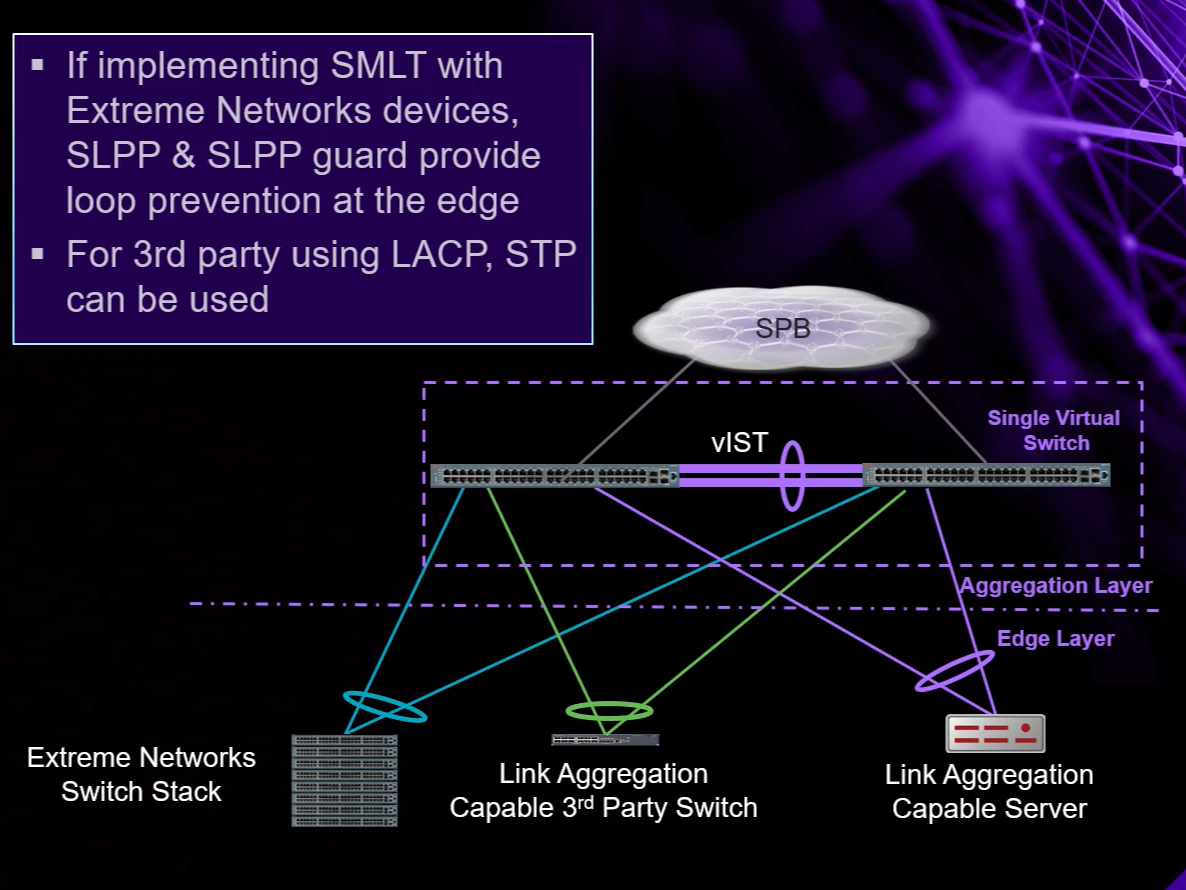 ▪ If implementing SMLT with
Extreme Networks devices,
SLPP & SLPP guard provide
loop prevention at the edge
▪ For 3rd party using LACP, STP
can be used
SPB
Single Virtual
Switch
vIST
Aggregation Layer
Edge Layer
Extreme Networks
Switch Stack
Link Aggregation
Capable 3rd Party Switch
Link Aggregation
Capable Server